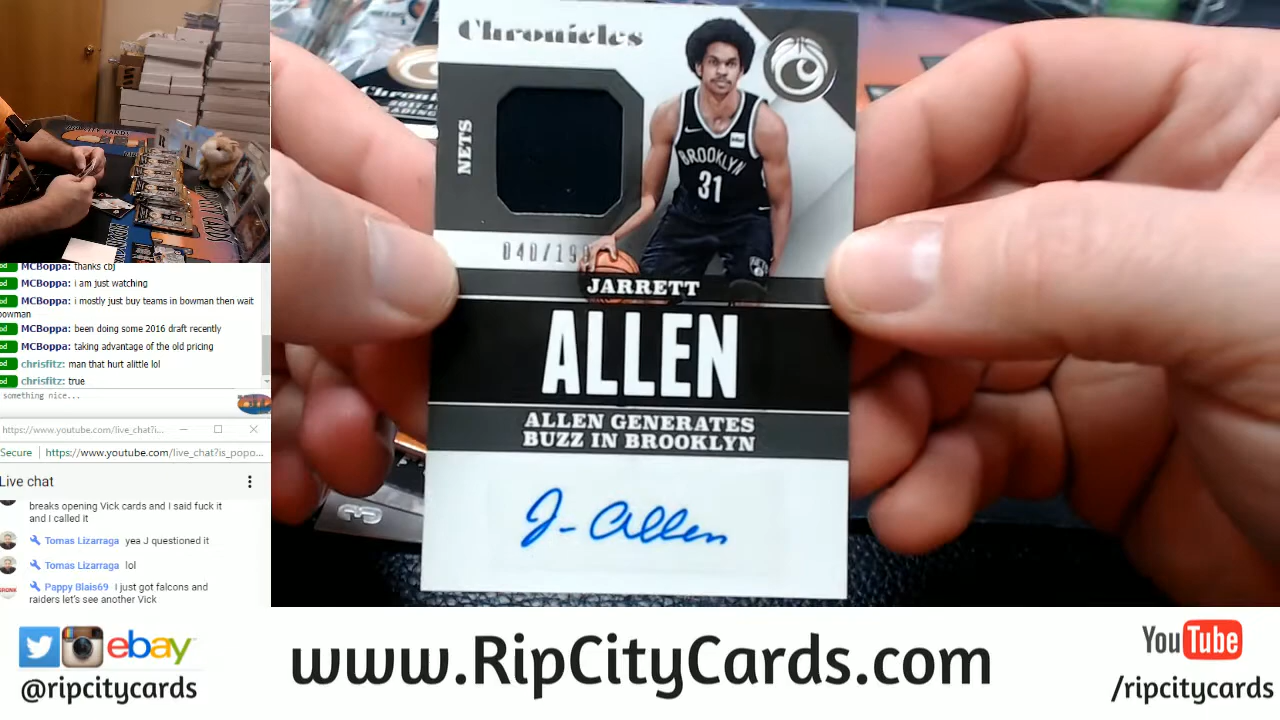 Chronicles
NETS
BROOKLYN
31
040/199
JARRETT
ALLEN
ALLEN GENERATES
BUZZ IN BROOKLYN
J- Allen
MCBoppa: thanks cbj
MCBoppa: i am just watching
MCBoppa: i mostly just buy teams in bowman then wait
bowman
MCBoppa: been doing some 2016 draft recently
MCBoppa: taking advantage of the old pricing
chrisfitz: man that hurt alittle lol
chrisfitz: true
something nice...
https://www.youtube.com/live_chat?i...
Secure https://www.youtube.com/live_chat?is_popo...
Live chat
breaks opening Vick cards and I said fuck it
and I called it
Tomas Lizarraga yea J questioned it
Tomas Lizarraga lol
Pappy Blais69 I just got falcons and
raiders let's see another Vick
ebay
@ripcitycards
www.RipCityCards.com
YouTube
/ripcitycards